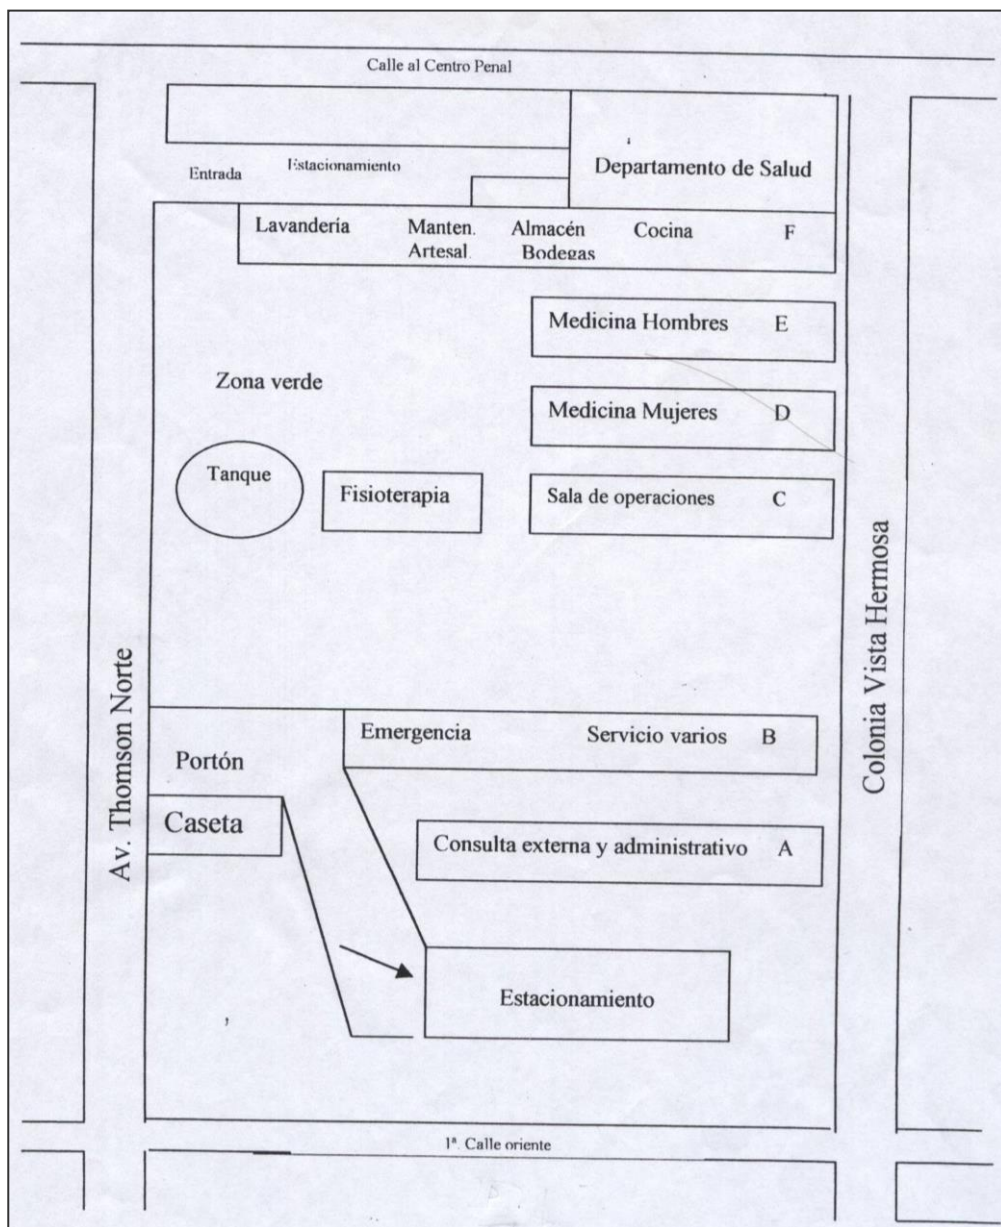 Calle al Centro Penal
Departamento de Salud
Entrada
Estacionamiento
Lavandería
Manten.
Artesal.
Almacén
Bodegas
Cocina
F
Medicina Hombres E
Zona verde
Medicina Mujeres D
Tanque
Fisioterapia
Sala de operaciones C
Av. Thomson Norte
Colonia Vista Hermosa
Emergencia
Servicio varios B
Portón
Caseta
Consulta externa y administrativo A
Estacionamiento
1ª. Calle oriente